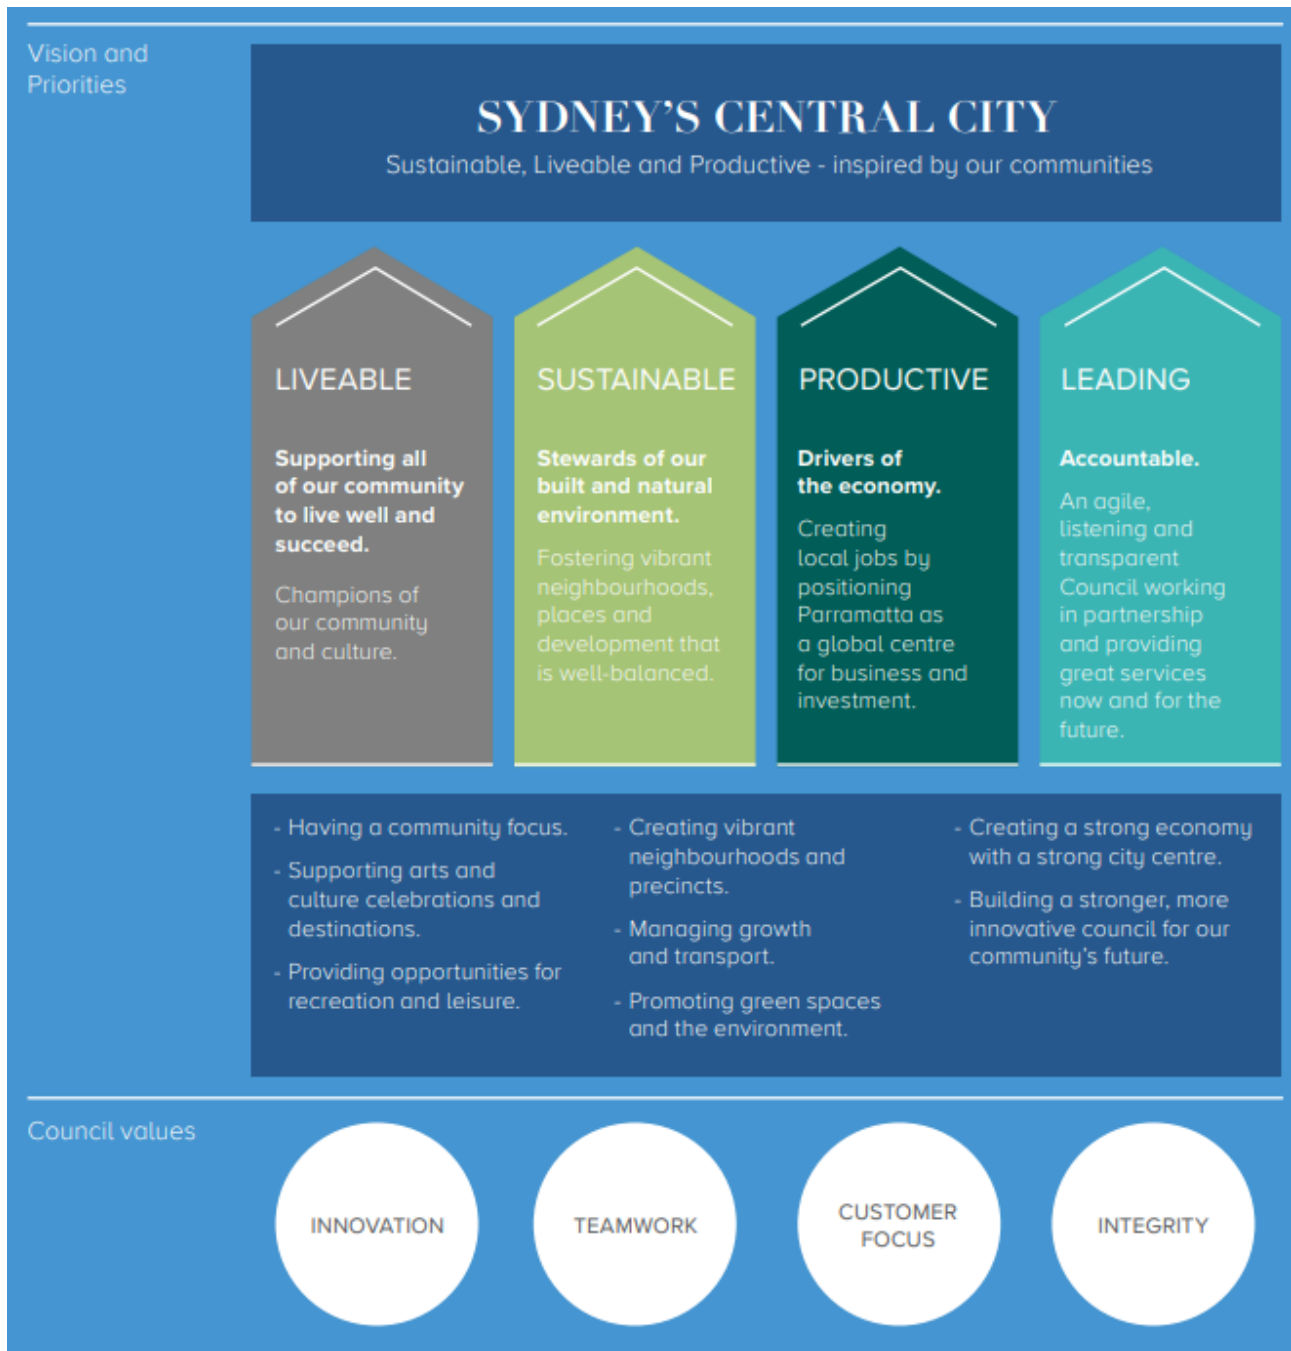 Vision and
Priorities
SYDNEY'S CENTRAL CITY
Sustainable, Liveable and Productive - inspired by our communities
LIVEABLE
Supporting all
of our community
to live well and
succeed.
Champions of
our community
and culture.
SUSTAINABLE
Stewards of our
built and natural
environment.
Fostering vibrant
neighbourhoods,
places and
development that
is well-balanced.
PRODUCTIVE
Drivers of
the economy.
Creating
local jobs by
positioning
Parramatta as
a global centre
for business and
investment.
LEADING
Accountable.
An agile,
listening and
transparent
Council working
in partnership
and providing
great services
now and for the
future.
- Having a community focus.
- Supporting arts and
culture celebrations and
destinations.
- Providing opportunities for
recreation and leisure.
- Creating vibrant
neighbourhoods and
precincts.
- Managing growth
and transport.
- Promoting green spaces
and the environment.
- Creating a strong economy
with a strong city centre.
- Building a stronger, more
innovative council for our
community's future.
Council values
INNOVATION
TEAMWORK
CUSTOMER
FOCUS
INTEGRITY